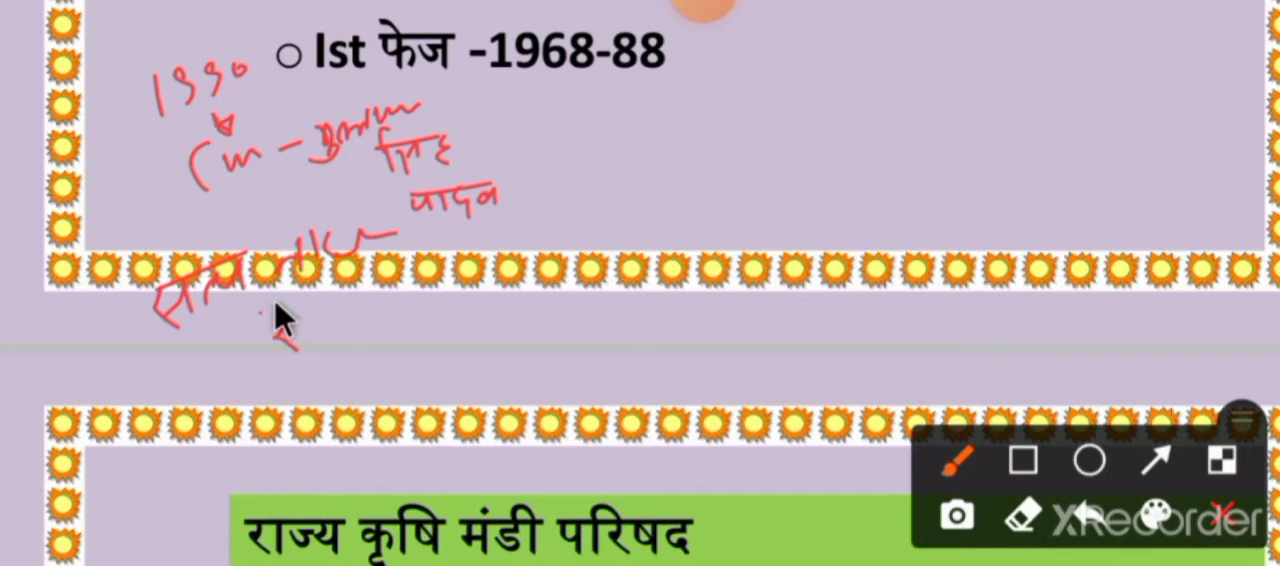 ○ Ist फेज -1968-88
1990
Cm - मुलायम
सिंह
यादव
राज्य कृषि मंडी परिषद
XRecorder